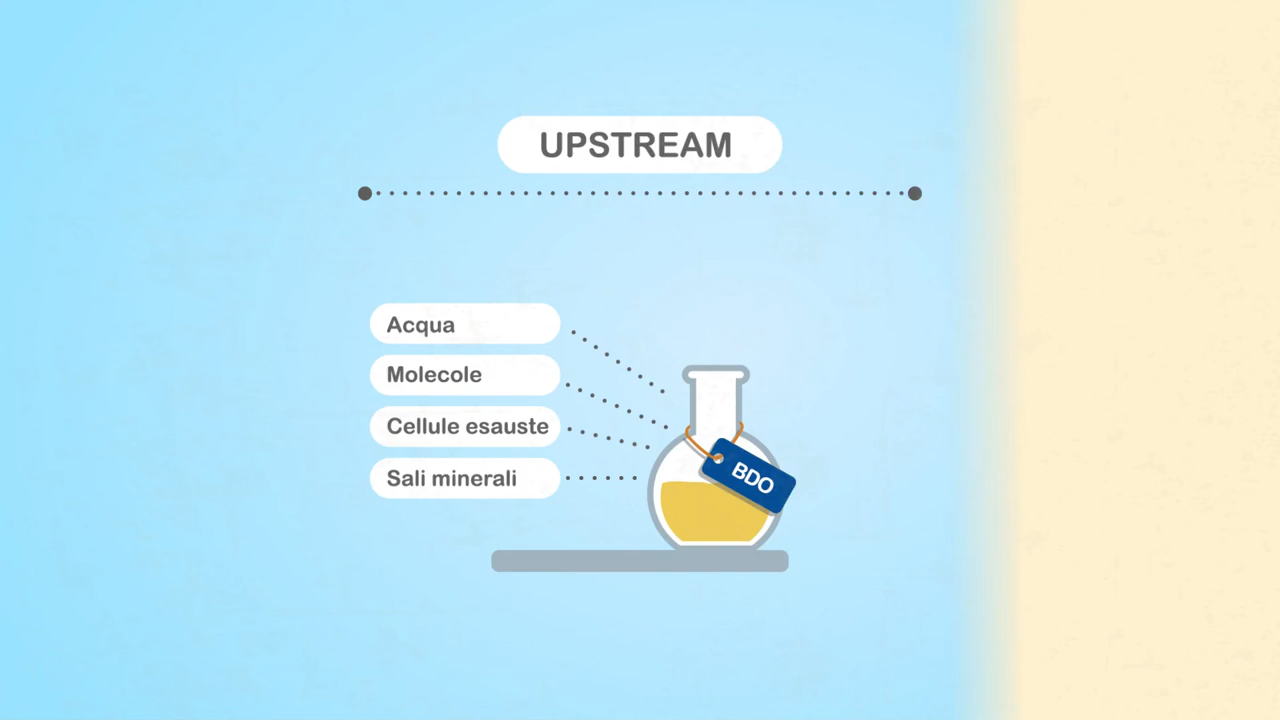 UPSTREAM
Acqua
Molecole
Cellule esauste
Sali minerali
BDO